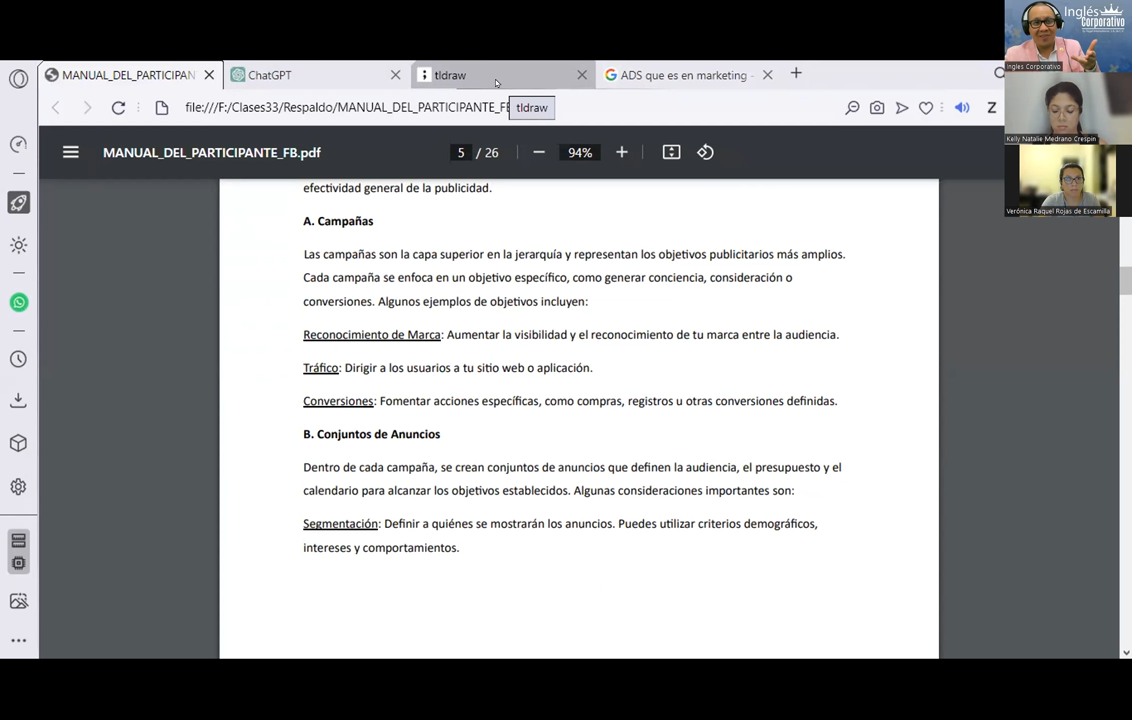 Inglés
Corporativo
Ingles Corporativo
MANUAL_DEL_PARTICIPAN
ChatGPT
tldraw
ADS que es en marketing -
file:///F:/Clases33/Respaldo/MANUAL_DEL_PARTICIPANTE_FB
tldraw
Z
Kelly Natalie Medrano Crespin
MANUAL_DEL_PARTICIPANTE_FB.pdf
5 / 26
94%
Verónica Raquel Rojas de Escamilla
efectividad general de la publicidad.
A. Campañas
Las campañas son la capa superior en la jerarquía y representan los objetivos publicitarios más amplios.
Cada campaña se enfoca en un objetivo específico, como generar conciencia, consideración o
conversiones. Algunos ejemplos de objetivos incluyen:
Reconocimiento de Marca: Aumentar la visibilidad y el reconocimiento de tu marca entre la audiencia.
Tráfico: Dirigir a los usuarios a tu sitio web o aplicación.
Conversiones: Fomentar acciones específicas, como compras, registros u otras conversiones definidas.
B. Conjuntos de Anuncios
Dentro de cada campaña, se crean conjuntos de anuncios que definen la audiencia, el presupuesto y el
calendario para alcanzar los objetivos establecidos. Algunas consideraciones importantes son:
Segmentación: Definir a quiénes se mostrarán los anuncios. Puedes utilizar criterios demográficos,
intereses y comportamientos.